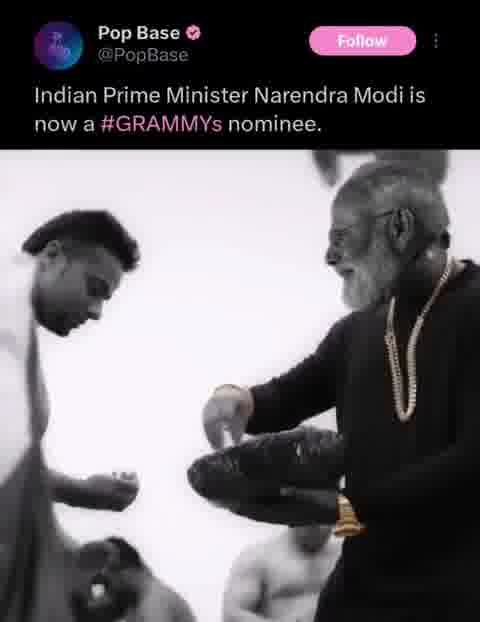 Pop Base
Follow
@PopBase
Indian Prime Minister Narendra Modi is
now a #GRAMMYs nominee.